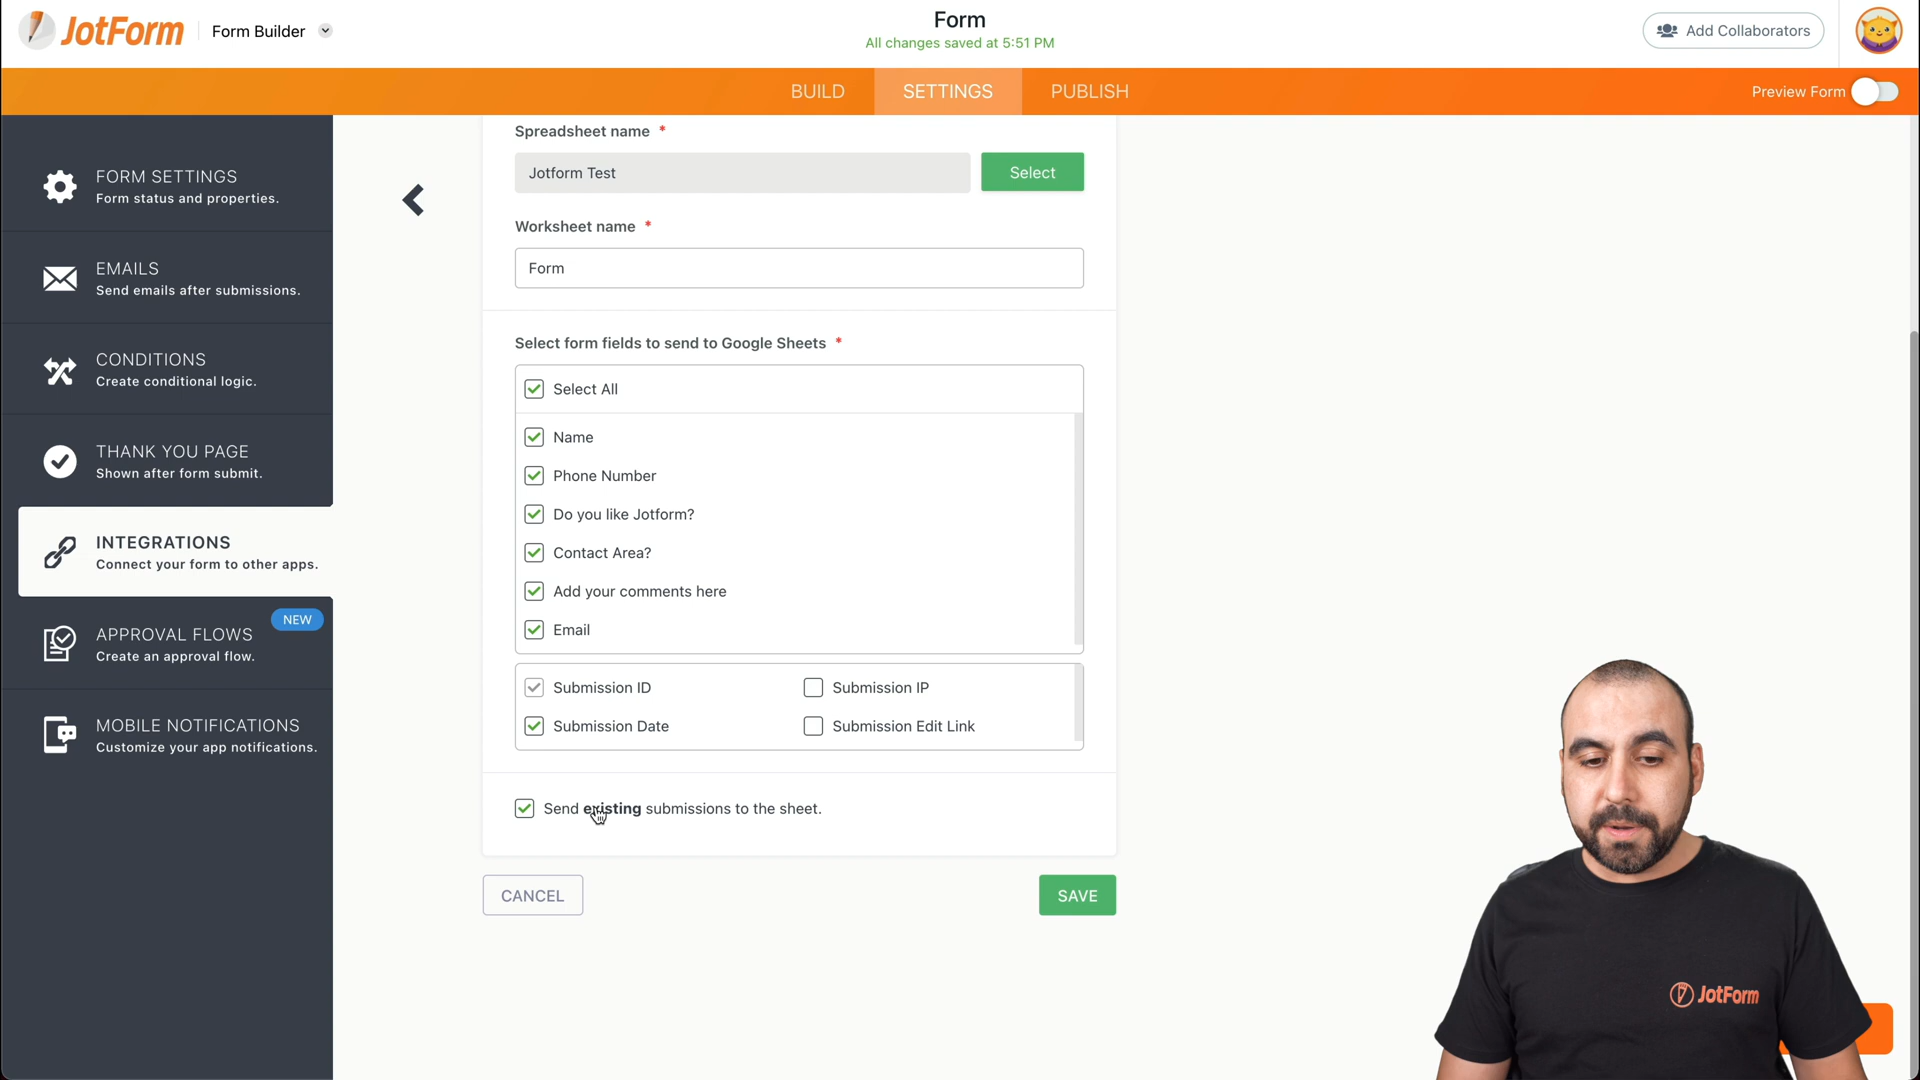 JotForm
Form Builder
Form
All changes saved at 5:51 PM
Add Collaborators
BUILD
SETTINGS
PUBLISH
Preview Form
FORM SETTINGS
Form status and properties.
EMAILS
Send emails after submissions.
CONDITIONS
Create conditional logic.
THANK YOU PAGE
Shown after form submit.
INTEGRATIONS
Connect your form to other apps.
NEW
APPROVAL FLOWS
Create an approval flow.
MOBILE NOTIFICATIONS
Customize your app notifications.
Spreadsheet name *
Jotform Test
Select
Worksheet name *
Form
Select form fields to send to Google Sheets *
Select All
Name
Phone Number
Do you like Jotform?
Contact Area?
Add your comments here
Email
Submission ID
Submission IP
Submission Date
Submission Edit Link
Send existing submissions to the sheet.
CANCEL
SAVE
JotForm